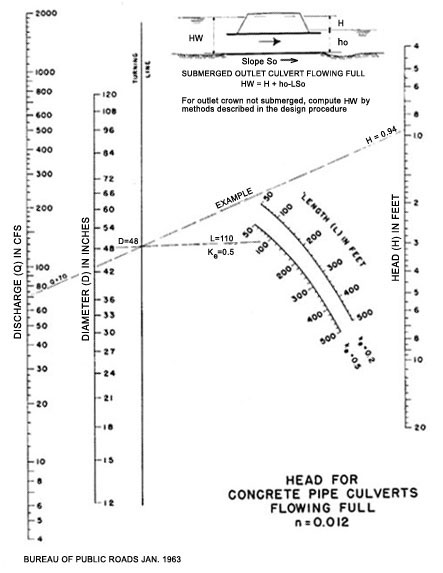 H
HW
ho
Slope So
SUBMERGED OUTLET CULVERT FLOWING FULL
HW = H + ho-LSo
For outlet crown not submerged, compute HW by
methods described in the design procedure
DISCHARGE (Q) IN CFS
2000
1000
800
600
500
400
300
200
100
80
60
50
40
30
20
10
8
6
5
4
Q=70
DIAMETER (D) IN INCHES
120
108
96
84
72
66
60
54
48
42
36
33
30
27
24
21
18
15
12
TURNING
LINE
D=48
EXAMPLE
L=110
Ke=0.5
H = 0.94
LENGTH (L) IN FEET
50
100
200
300
400
500
Ke=0.2
50
100
200
300
400
500
Ke=0.5
HEAD (H) IN FEET
.4
.5
.6
.8
1.0
2
3
4
5
6
8
10
20
HEAD FOR
CONCRETE PIPE CULVERTS
FLOWING FULL
n=0.012
BUREAU OF PUBLIC ROADS JAN. 1963